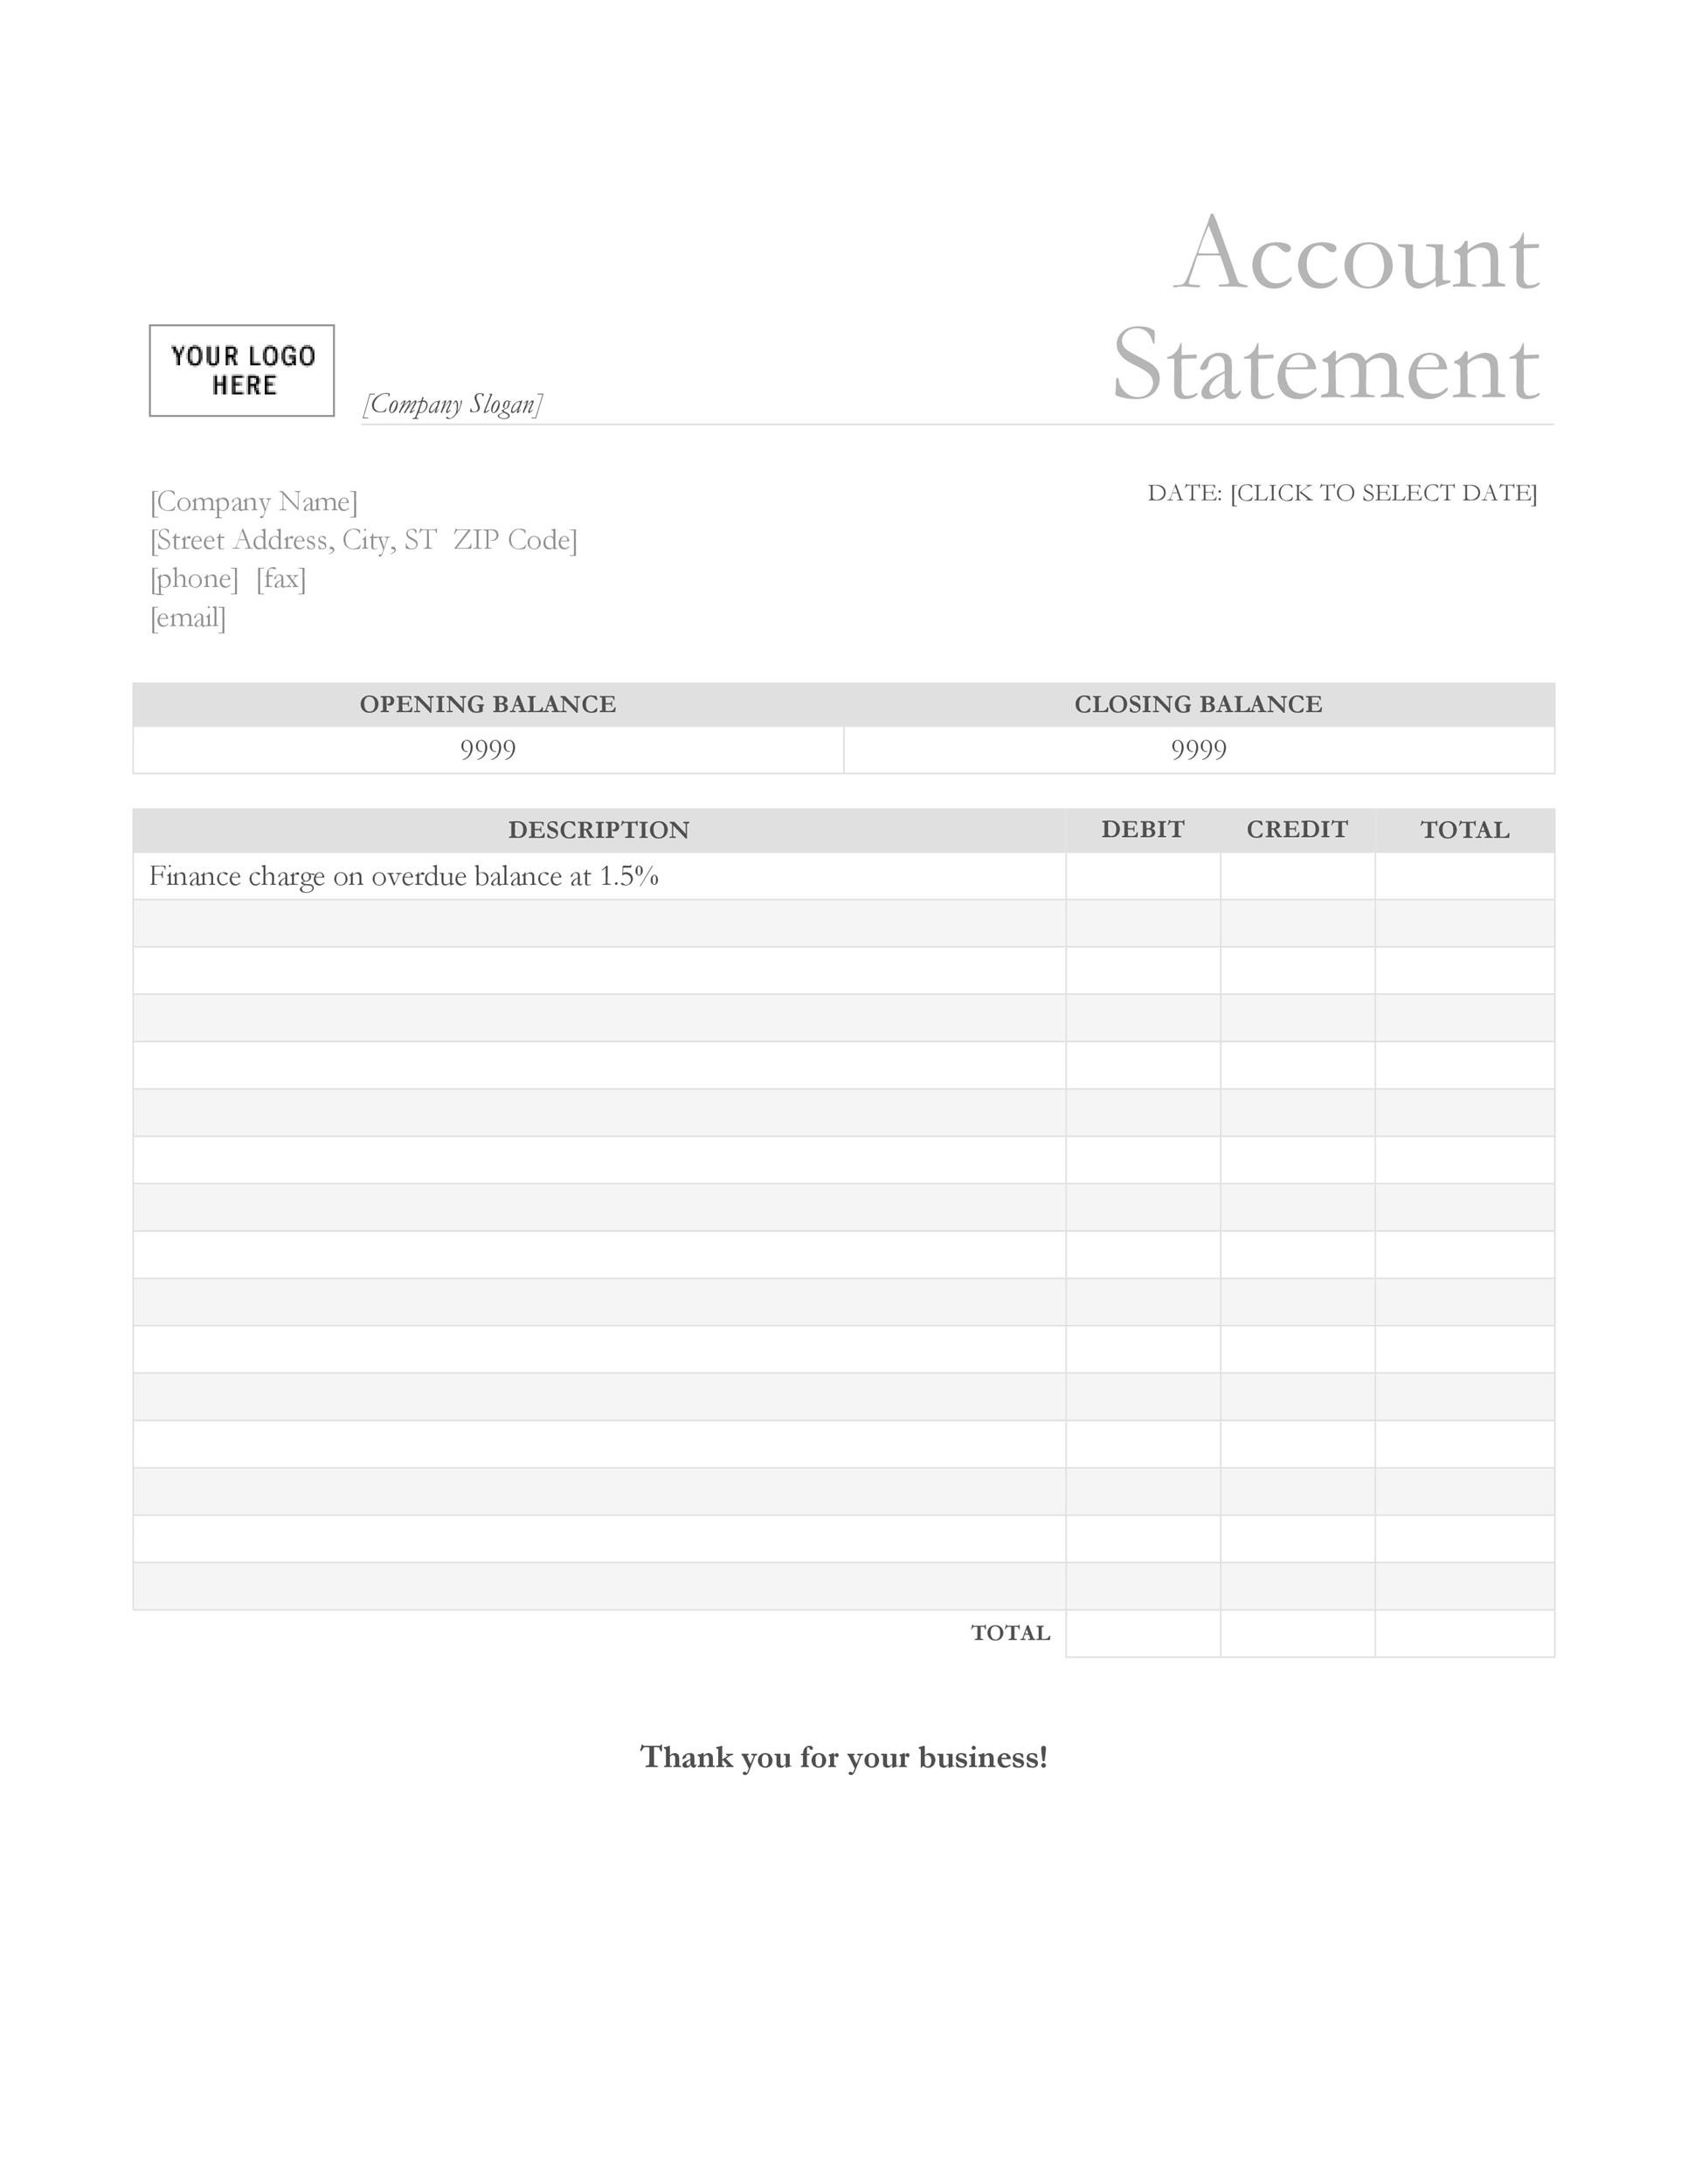 Account
Statement
YOUR LOGO
HERE
[Company Slogan]
[Company Name]
[Street Address, City, ST  ZIP Code]
[phone]  [fax]
[email]
DATE: [CLICK TO SELECT DATE]
OPENING BALANCE CLOSING BALANCE
9999 9999
DESCRIPTION DEBIT CREDIT TOTAL
Finance charge on overdue balance at 1.5%
TOTAL
Thank you for your business!